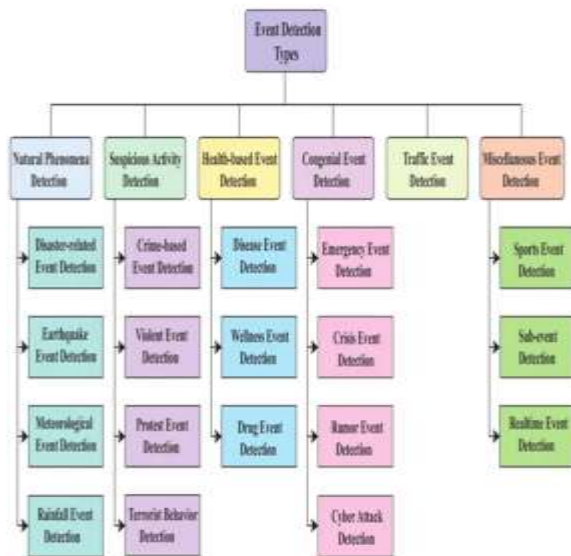 Event Detection
Types
Natural Phenomena
Detection
Suspicious Activity
Detection
Health-based Event
Detection
Congenial Event
Detection
Traffic Event
Detection
Miscellaneous Event
Detection
Disaster-related
Event Detection
Crime-based
Event Detection
Disease Event
Detection
Emergency Event
Detection
Sports Event
Detection
Earthquake
Event Detection
Violent Event
Detection
Wellness Event
Detection
Crisis Event
Detection
Sub-event
Detection
Meteorological
Event Detection
Protest Event
Detection
Drug Event
Detection
Rumor Event
Detection
Realtime Event
Detection
Rainfall Event
Detection
Terrorist Behavior
Detection
Cyber Attack
Detection